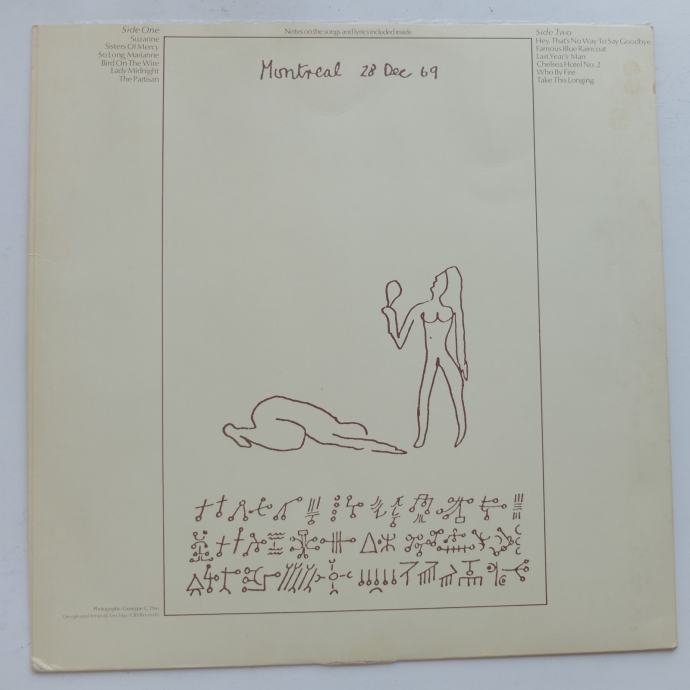 Side One
Suzanne
Sisters Of Mercy
So Long, Marianne
Bird On The Wire
Lady Midnight
The Partisan
Notes on the songs and lyrics included inside
Side Two
Hey, That's No Way To Say Goodbye
Famous Blue Raincoat
Last Year's Man
Chelsea Hotel No. 2
Who By Fire
Take This Longing
Montreal 28 Dec 69